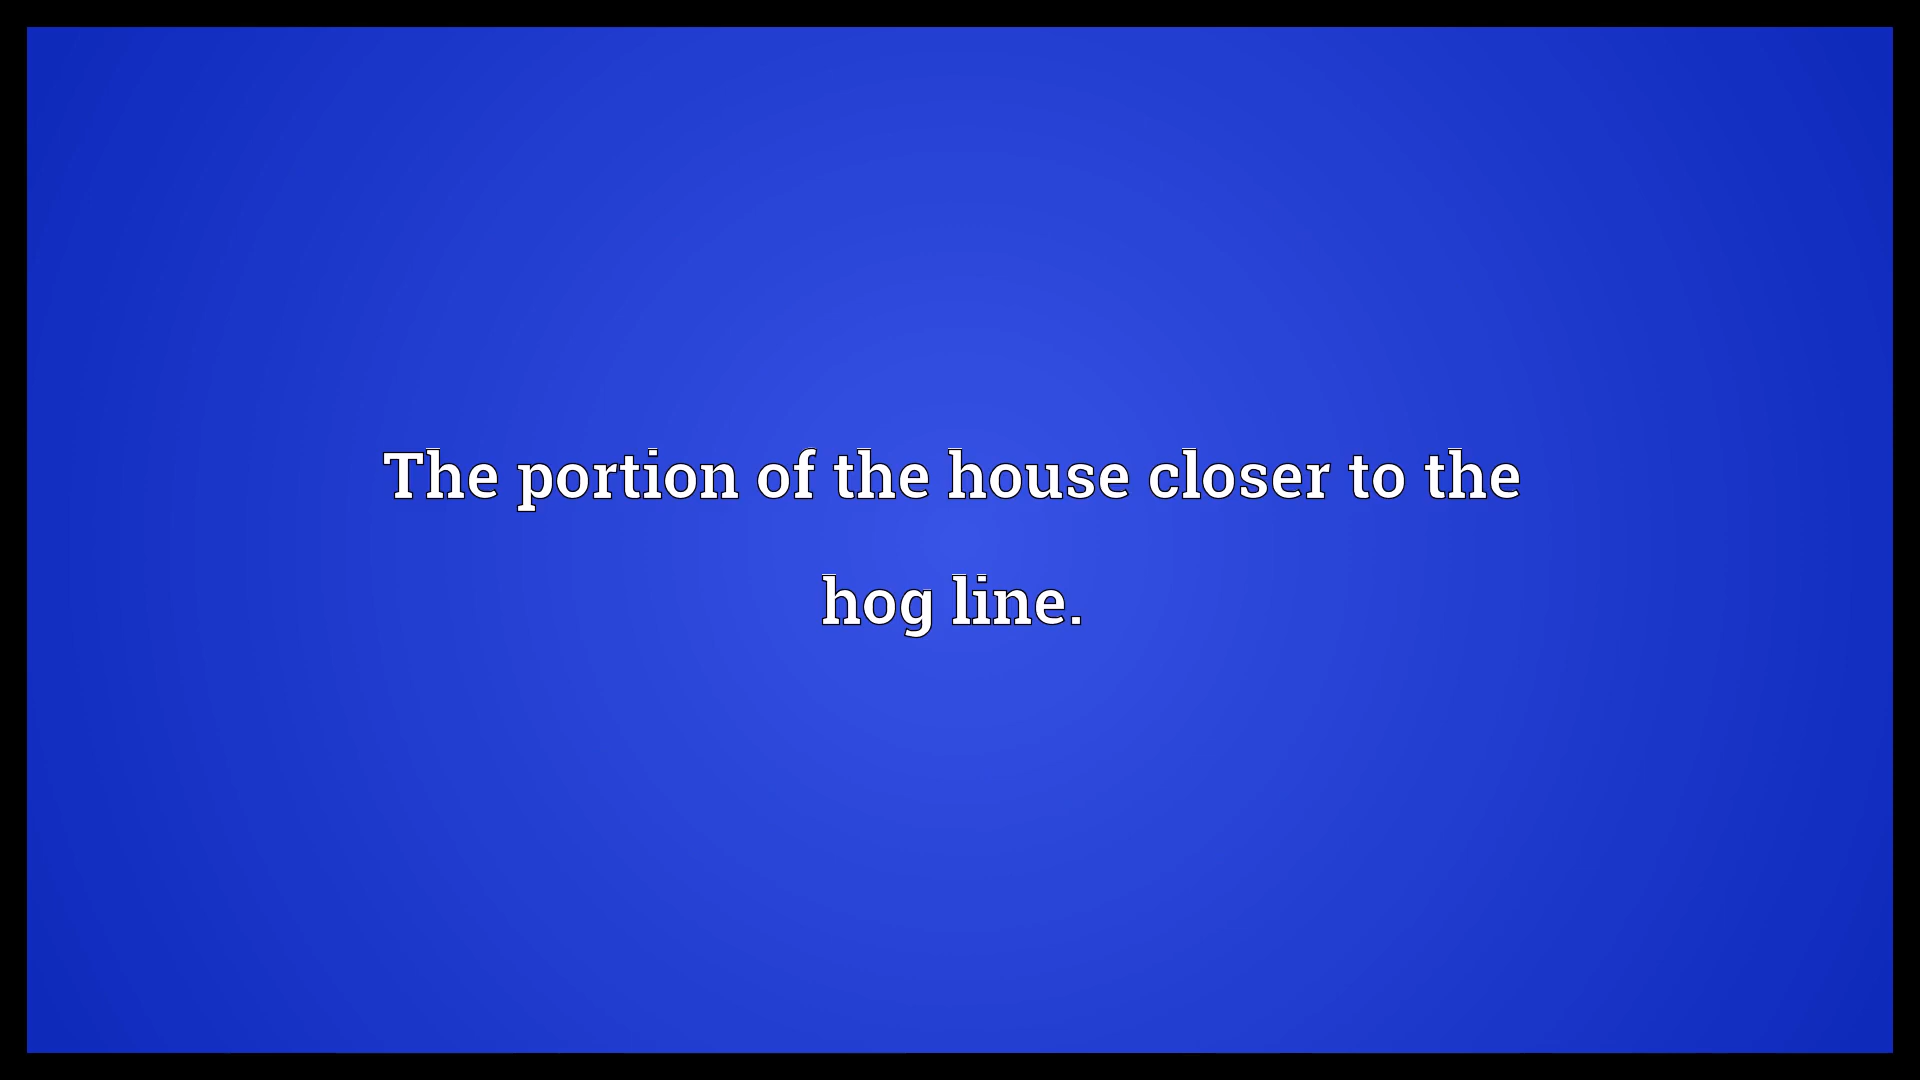 The portion of the house closer to the
hog line.